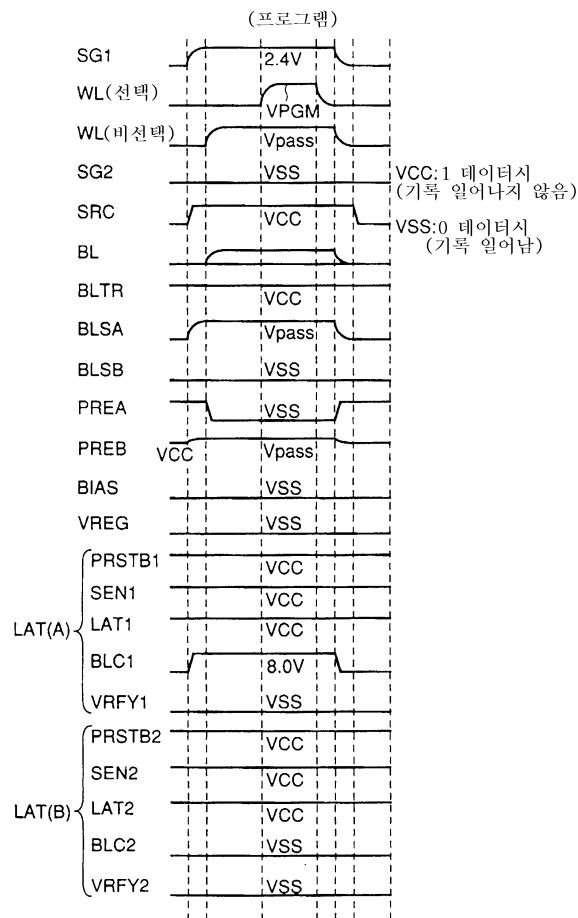 (프로그램)
SG1 2.4V
WL(선택) VPGM
WL(비선택) Vpass
SG2 VSS VCC:1 데이터시
(기록 일어나지 않음)
SRC VCC VSS:0 데이터시
(기록 일어남)
BL
BLTR VCC
BLSA Vpass
BLSB VSS
PREA VSS
PREB VCC Vpass
BIAS VSS
VREG VSS
LAT(A)
PRSTB1 VCC
SEN1 VCC
LAT1 VCC
BLC1 8.0V
VRFY1 VSS
LAT(B)
PRSTB2 VCC
SEN2 VCC
LAT2 VCC
BLC2 VSS
VRFY2 VSS